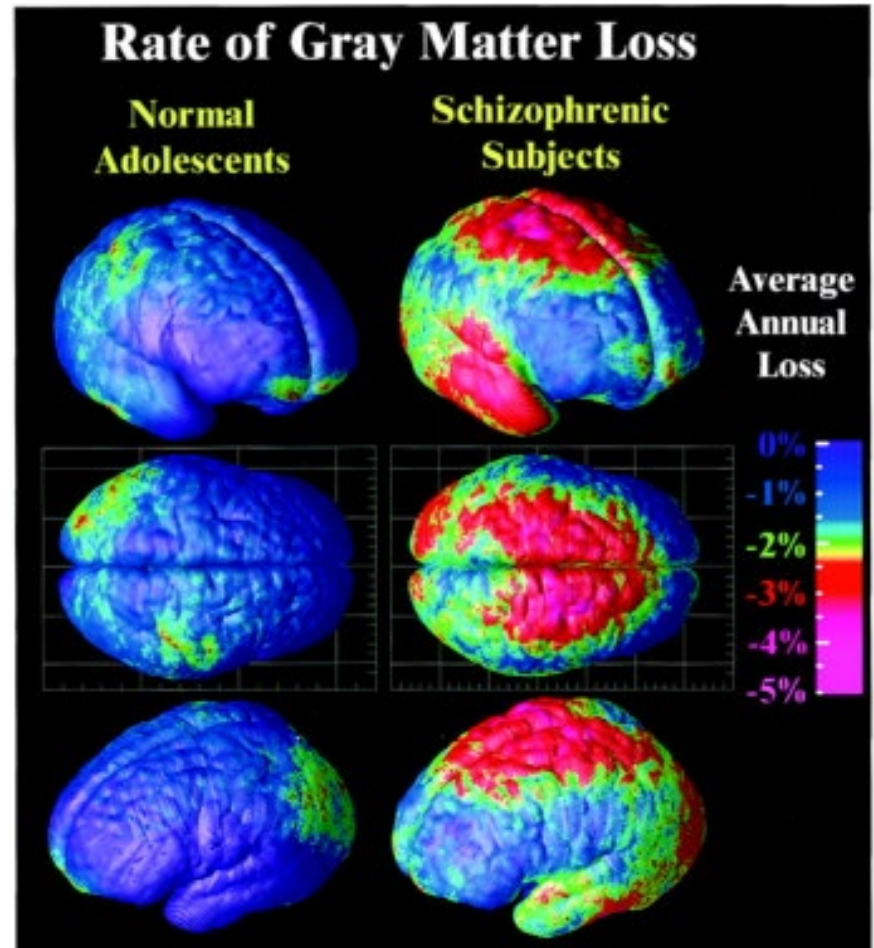 Rate of Gray Matter Loss
Normal
Adolescents
Schizophrenic
Subjects
Average
Annual
Loss
0%
-1%
-2%
-3%
-4%
-5%